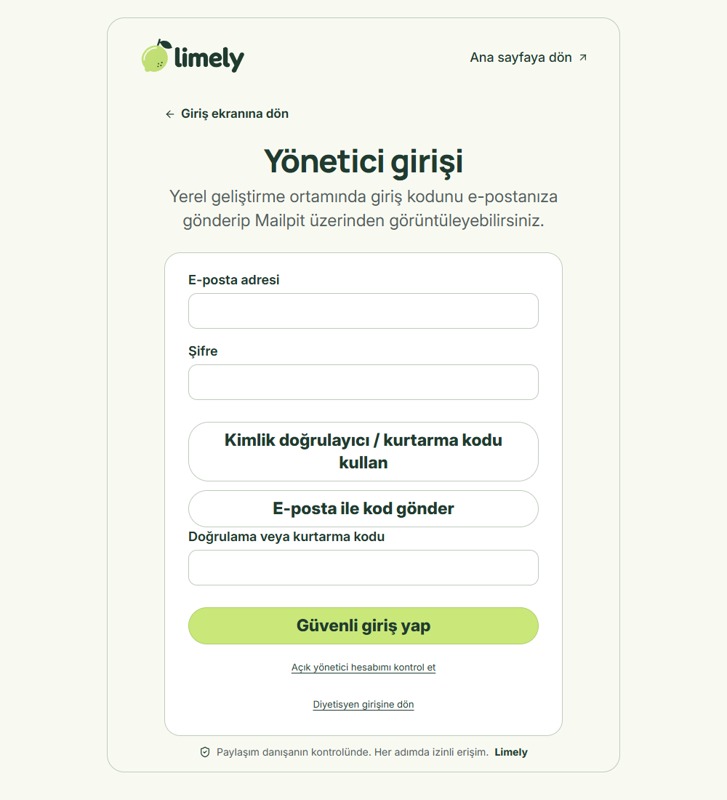 limely
Ana sayfaya dön ↗
← Giriş ekranına dön
Yönetici girişi
Yerel geliştirme ortamında giriş kodunu e-postanıza
gönderip Mailpit üzerinden görüntüleyebilirsiniz.
E-posta adresi
Şifre
Kimlik doğrulayıcı / kurtarma kodu
kullan
E-posta ile kod gönder
Doğrulama veya kurtarma kodu
Güvenli giriş yap
Açık yönetici hesabımı kontrol et
Diyetisyen girişine dön
Paylaşım danışanın kontrolünde. Her adımda izinli erişim. Limely